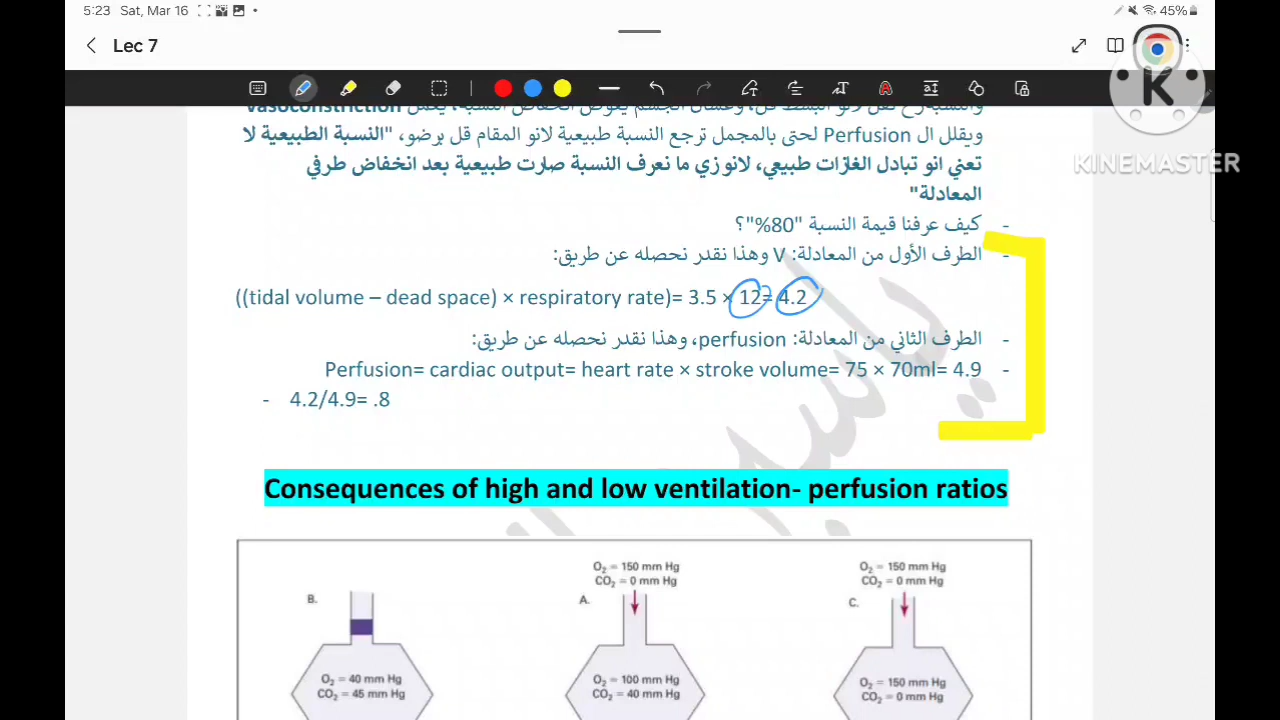 5:23 Sat, Mar 16
45%
Lec 7
KINEMASTER
ويقلل ال Perfusion لحتى بالمجمل ترجع النسبة طبيعية لانو المقام قل برضو، "النسبة الطبيعية لا
تعني انو تبادل الغازات طبيعي، لانو زي ما نعرف النسبة صارت طبيعية بعد انخفاض طرفي
المعادلة"
- كيف عرفنا قيمة النسبة "80%"؟
- الطرف الأول من المعادلة: V وهذا نقدر نحصله عن طريق:
((tidal volume – dead space) × respiratory rate)= 3.5 × 12= 4.2
- الطرف الثاني من المعادلة: perfusion، وهذا نقدر نحصله عن طريق:
- Perfusion= cardiac output= heart rate × stroke volume= 75 × 70ml= 4.9
- 4.2/4.9= .8
Consequences of high and low ventilation- perfusion ratios
B.
O₂ = 40 mm Hg
CO₂ = 45 mm Hg
O₂ = 150 mm Hg
CO₂ = 0 mm Hg
A.
O₂ = 100 mm Hg
CO₂ = 40 mm Hg
O₂ = 150 mm Hg
CO₂ = 0 mm Hg
C.
O₂ = 150 mm Hg
CO₂ = 0 mm Hg